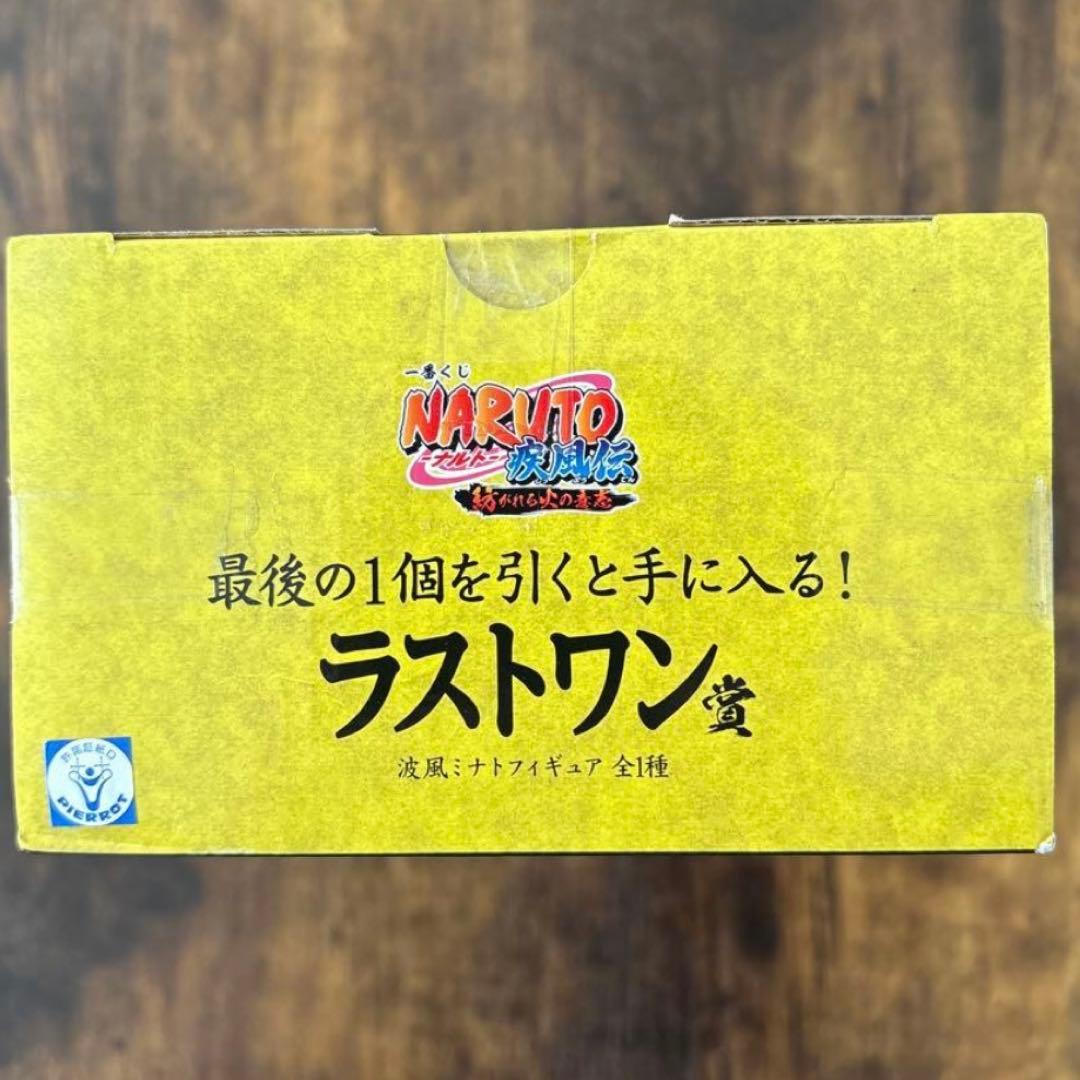 一番くじ
NARUTO
-ナルト-
疾風伝
紡がれる火の意志
最後の1個を引くと手に入る!
ラストワン賞
波風ミナトフィギュア 全1種
PIERROT